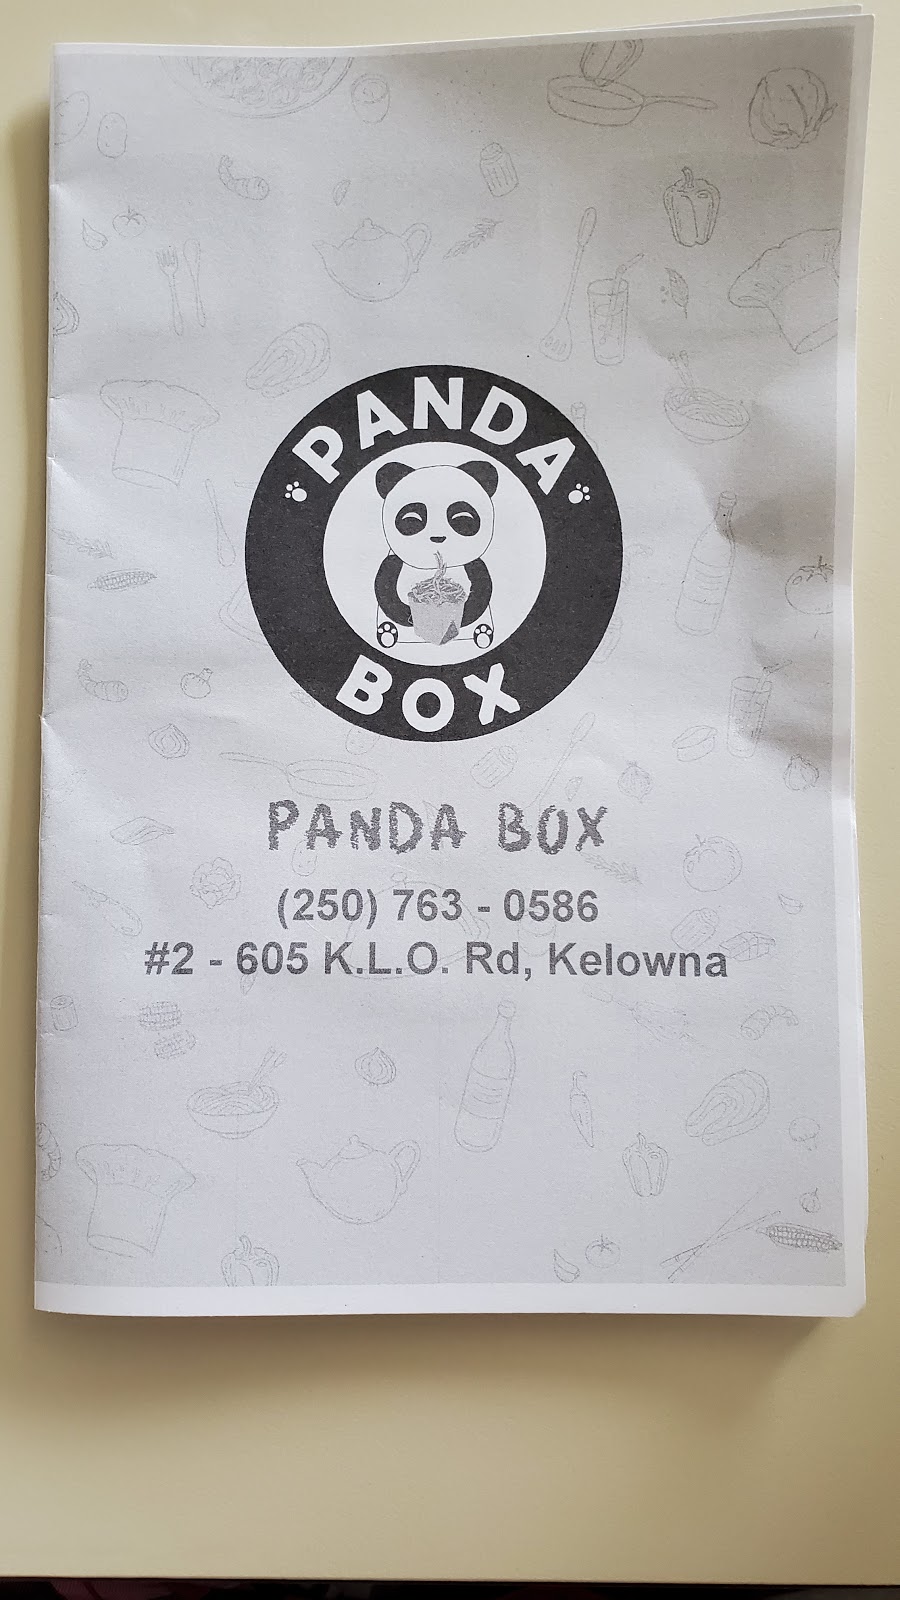 PANDA
BOX
PANDA BOX
(250) 763 - 0586
#2 - 605 K.L.O. Rd, Kelowna